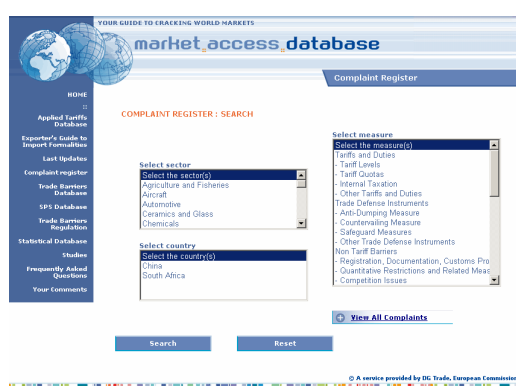 YOUR GUIDE TO CRACKING WORLD MARKETS
market access database
Complaint Register
HOME
::
Applied Tariffs
Database
Exporter's Guide to
Import Formalities
Last Updates
Complaint register
Trade Barriers
Database
SPS Database
Trade Barriers
Regulation
Statistical Database
Studies
Frequently Asked
Questions
Your Comments
COMPLAINT REGISTER : SEARCH
Select sector
Select the sector(s)
Agriculture and Fisheries
Aircraft
Automotive
Ceramics and Glass
Chemicals
Select country
Select the country(s)
China
South Africa
Select measure
Select the measure(s)
Tariffs and Duties
- Tariff Levels
- Tariff Quotas
- Internal Taxation
- Other Tariffs and Duties
Trade Defense Instruments
- Anti-Dumping Measure
- Countervailing Measure
- Safeguard Measures
- Other Trade Defense Instruments
Non Tariff Barriers
- Registration, Documentation, Customs Pro
- Quantitative Restrictions and Related Meas
- Competition Issues
View All Complaints
Search
Reset
© A service provided by DG Trade, European Commission